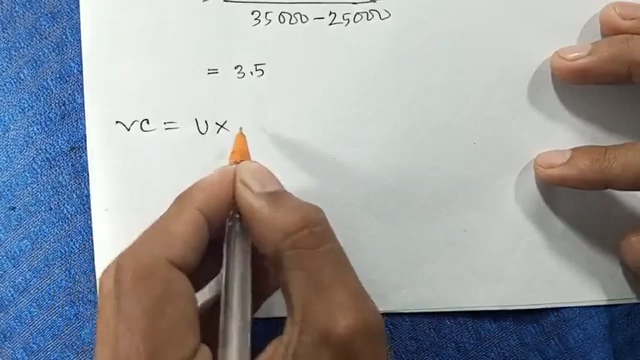 35000-25000
= 3.5
VC = U×